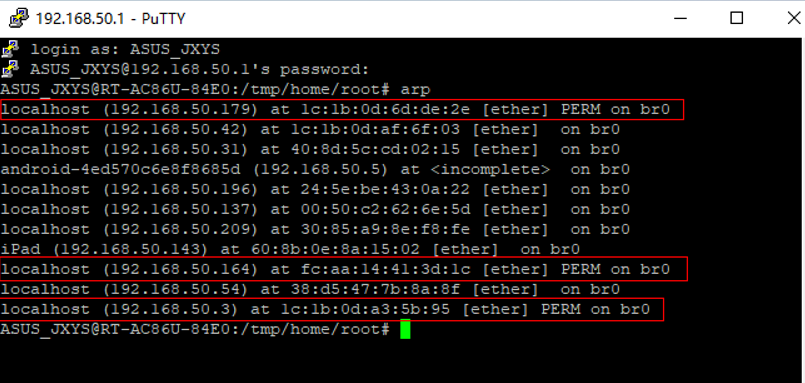 192.168.50.1 - PuTTY
login as: ASUS_JXYS
ASUS_JXYS@192.168.50.1's password:
ASUS_JXYS@RT-AC86U-84E0:/tmp/home/root# arp
localhost (192.168.50.179) at 1c:1b:0d:6d:de:2e [ether] PERM on br0
localhost (192.168.50.42) at 1c:1b:0d:af:6f:03 [ether]  on br0
localhost (192.168.50.31) at 40:8d:5c:cd:02:15 [ether]  on br0
android-4ed570c6e8f8685d (192.168.50.5) at <incomplete>  on br0
localhost (192.168.50.196) at 24:5e:be:43:0a:22 [ether]  on br0
localhost (192.168.50.137) at 00:50:c2:62:6e:5d [ether]  on br0
localhost (192.168.50.209) at 30:85:a9:8e:f8:fe [ether]  on br0
iPad (192.168.50.143) at 60:8b:0e:8a:15:02 [ether]  on br0
localhost (192.168.50.164) at fc:aa:14:41:3d:1c [ether] PERM on br0
localhost (192.168.50.54) at 38:d5:47:7b:8a:8f [ether]  on br0
localhost (192.168.50.3) at 1c:1b:0d:a3:5b:95 [ether] PERM on br0
ASUS_JXYS@RT-AC86U-84E0:/tmp/home/root#